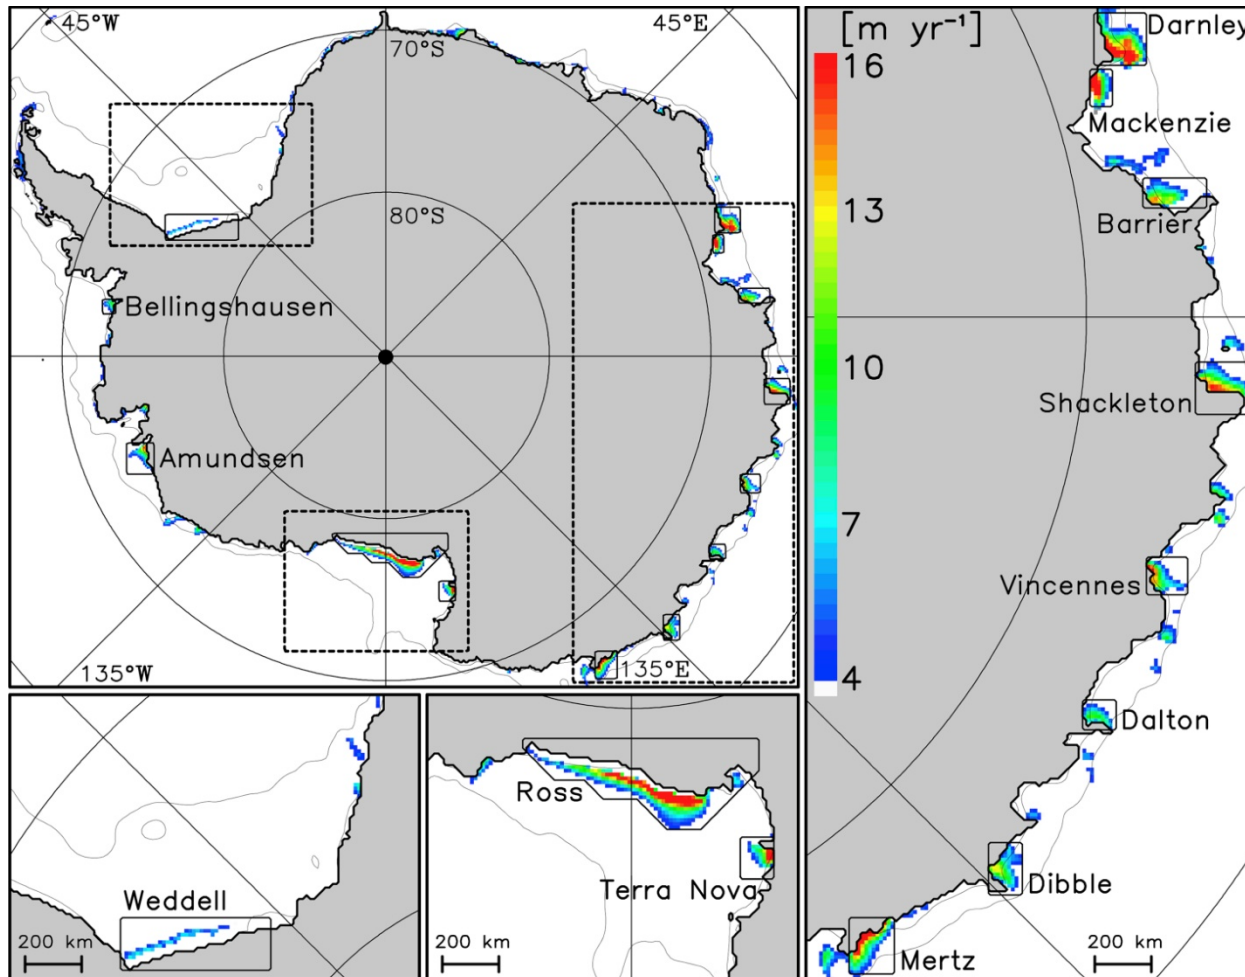 45°W
45°E
70°S
80°S
Bellingshausen
Amundsen
135°W
135°E
[m yr⁻¹]
16
13
10
7
4
Darnley
Mackenzie
Barrier
Shackleton
Vincennes
Dalton
Dibble
Mertz
200 km
Weddell
200 km
Ross
Terra Nova
200 km